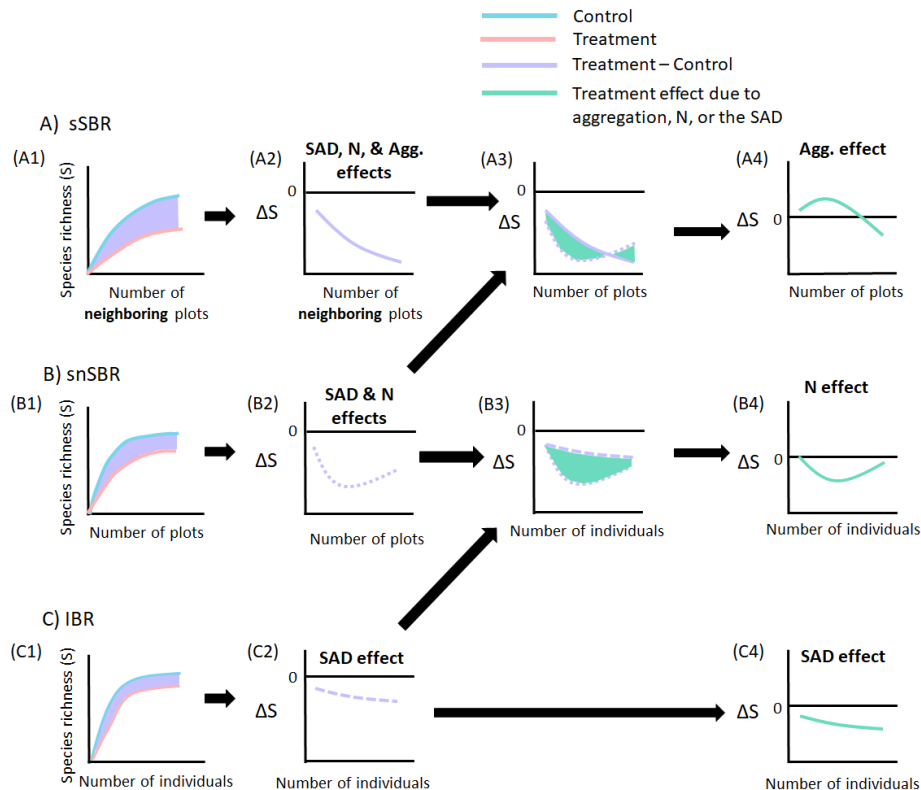 Control
Treatment
Treatment – Control
Treatment effect due to
aggregation, N, or the SAD
A) sSBR
(A1)
Species richness (S)
Number of
neighboring plots
(A2)
SAD, N, & Agg.
effects
0
ΔS
Number of
neighboring plots
(A3)
0
ΔS
Number of plots
(A4)
Agg. effect
ΔS
0
Number of plots
B) snSBR
(B1)
Species richness (S)
Number of plots
(B2)
SAD & N
effects
0
ΔS
Number of plots
(B3)
0
ΔS
Number of individuals
(B4)
N effect
ΔS
0
Number of individuals
C) IBR
(C1)
Species richness (S)
Number of individuals
(C2)
SAD effect
0
ΔS
Number of individuals
(C4)
SAD effect
ΔS
0
Number of individuals